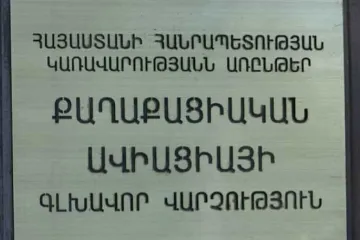 ՀԱՅԱՍՏԱՆԻ ՀԱՆՐԱՊԵՏՈՒԹՅԱՆ
ԿԱՌԱՎԱՐՈՒԹՅԱՆՆ ԱՌԸՆԹԵՐ
ՔԱՂԱՔԱՑԻԱԿԱՆ
ԱՎԻԱՑԻԱՅԻ
ԳԼԽԱՎՈՐ ՎԱՐՉՈՒԹՅՈՒՆ